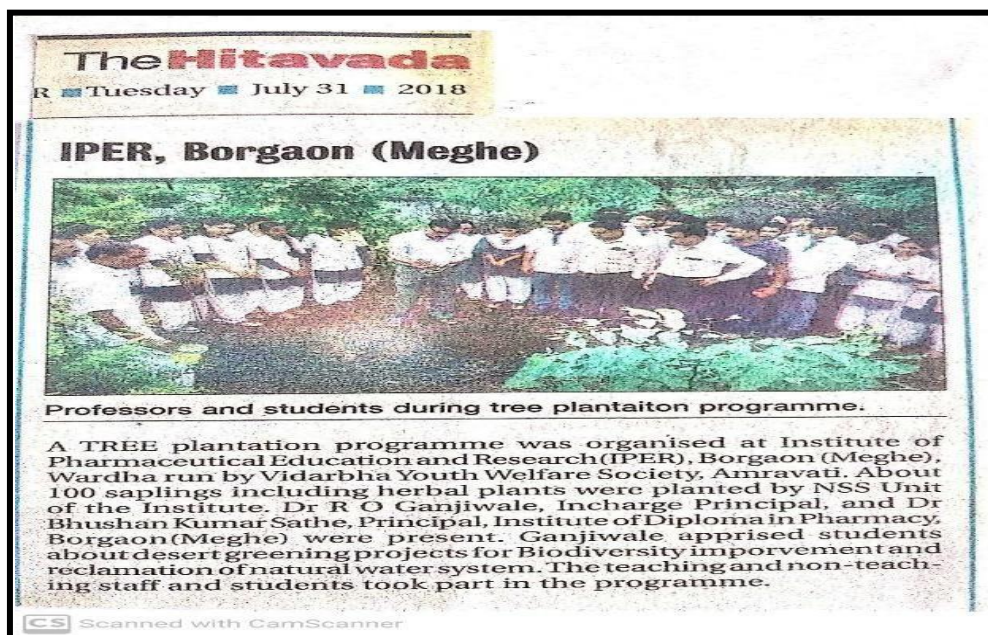 The Hitavada
R Tuesday July 31 2018
IPER, Borgaon (Meghe)
Professors and students during tree plantaiton programme.
A TREE plantation programme was organised at Institute of
Pharmaceutical Education and Research(IPER), Borgaon (Meghe),
Wardha run by Vidarbha Youth Welfare Society, Amravati. About
100 saplings including herbal plants were planted by NSS Unit
of the Institute. Dr R O Ganjiwale, Incharge Principal, and Dr
Bhushan Kumar Sathe, Principal, Institute of Diploma in Pharmacy,
Borgaon(Meghe) were present. Ganjiwale apprised students
about desert greening projects for Biodiversity imporvement and
reclamation of natural water system. The teaching and non-teach-
ing staff and students took part in the programme.
CS Scanned with CamScanner